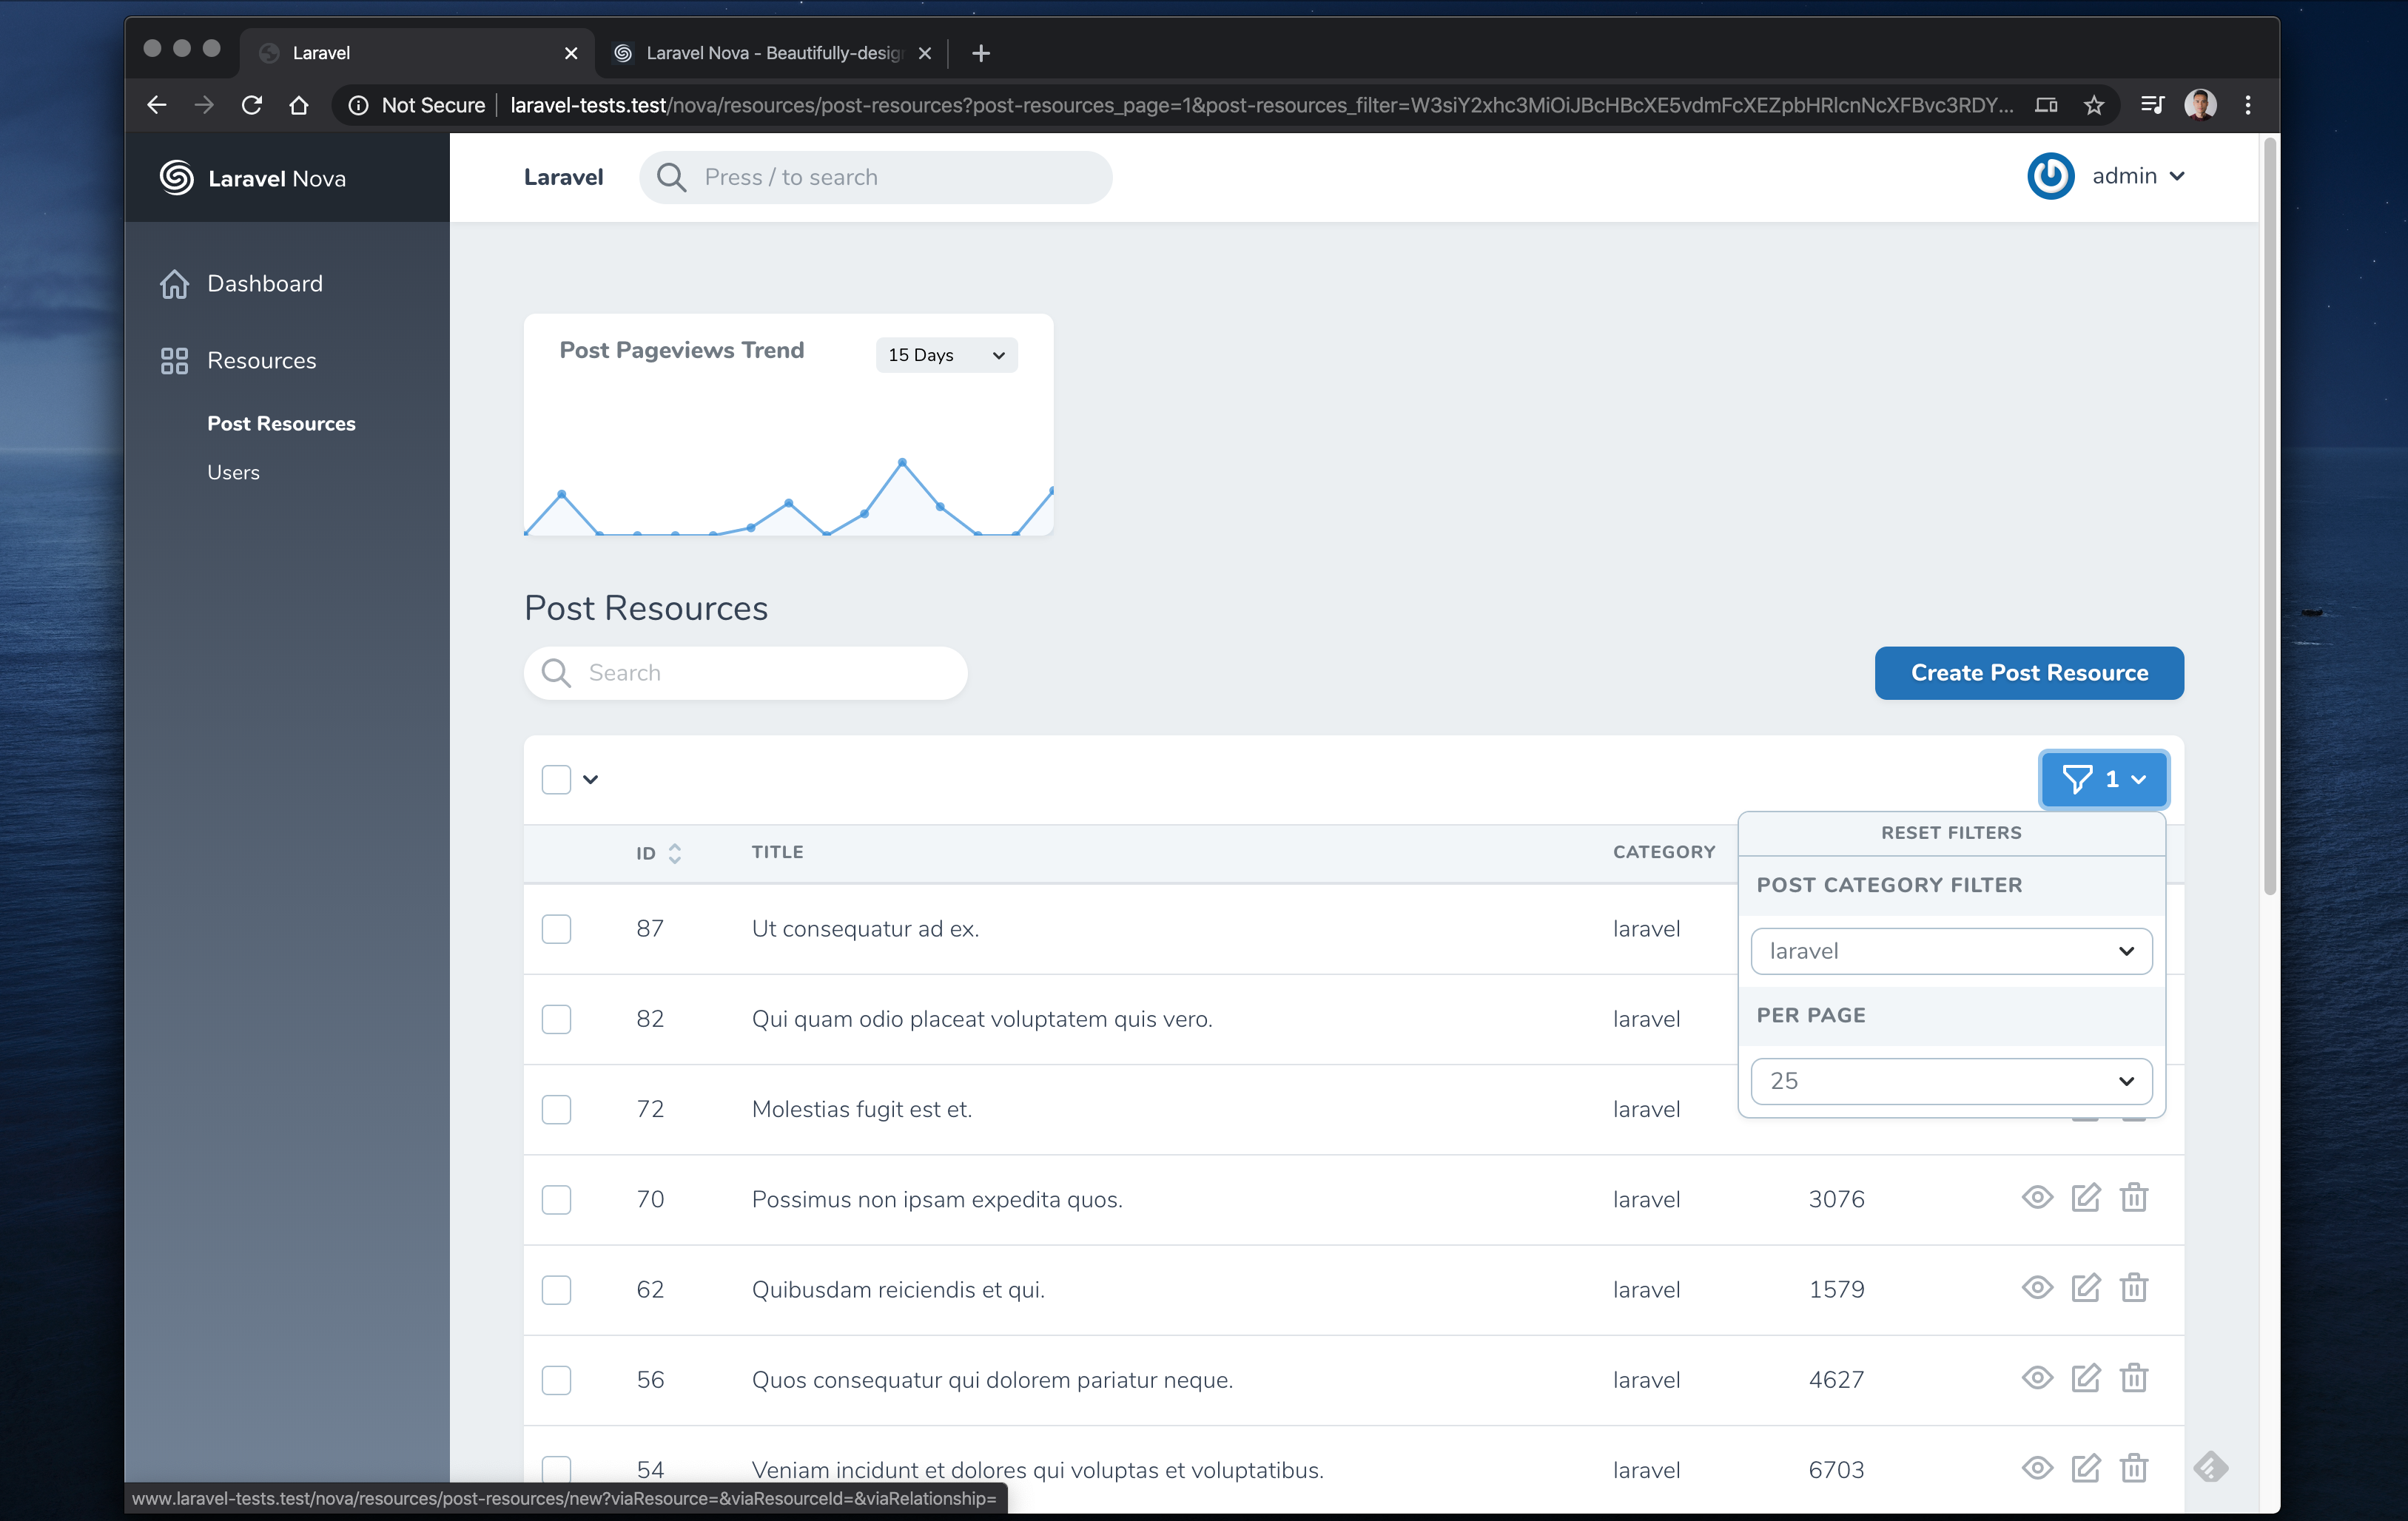 Laravel
Laravel Nova - Beautifully-desig
Not Secure
laravel-tests.test/nova/resources/post-resources?post-resources_page=1&post-resources_filter=W3siY2xhc3MiOiJBcHBcXE5vdmFcXEZpbHRlcnNcXFBvc3RDY...
Laravel Nova
Laravel
Press / to search
admin
Dashboard
Resources
Post Resources
Users
Post Pageviews Trend
15 Days
Post Resources
Search
Create Post Resource
1
RESET FILTERS
POST CATEGORY FILTER
laravel
PER PAGE
25
ID TITLE CATEGORY
87 Ut consequatur ad ex. laravel
82 Qui quam odio placeat voluptatem quis vero. laravel
72 Molestias fugit est et. laravel
70 Possimus non ipsam expedita quos. laravel 3076
62 Quibusdam reiciendis et qui. laravel 1579
56 Quos consequatur qui dolorem pariatur neque. laravel 4627
54 Veniam incidunt et dolores qui voluptas et voluptatibus. laravel 6703
www.laravel-tests.test/nova/resources/post-resources/new?viaResource=&viaResourceId=&viaRelationship=